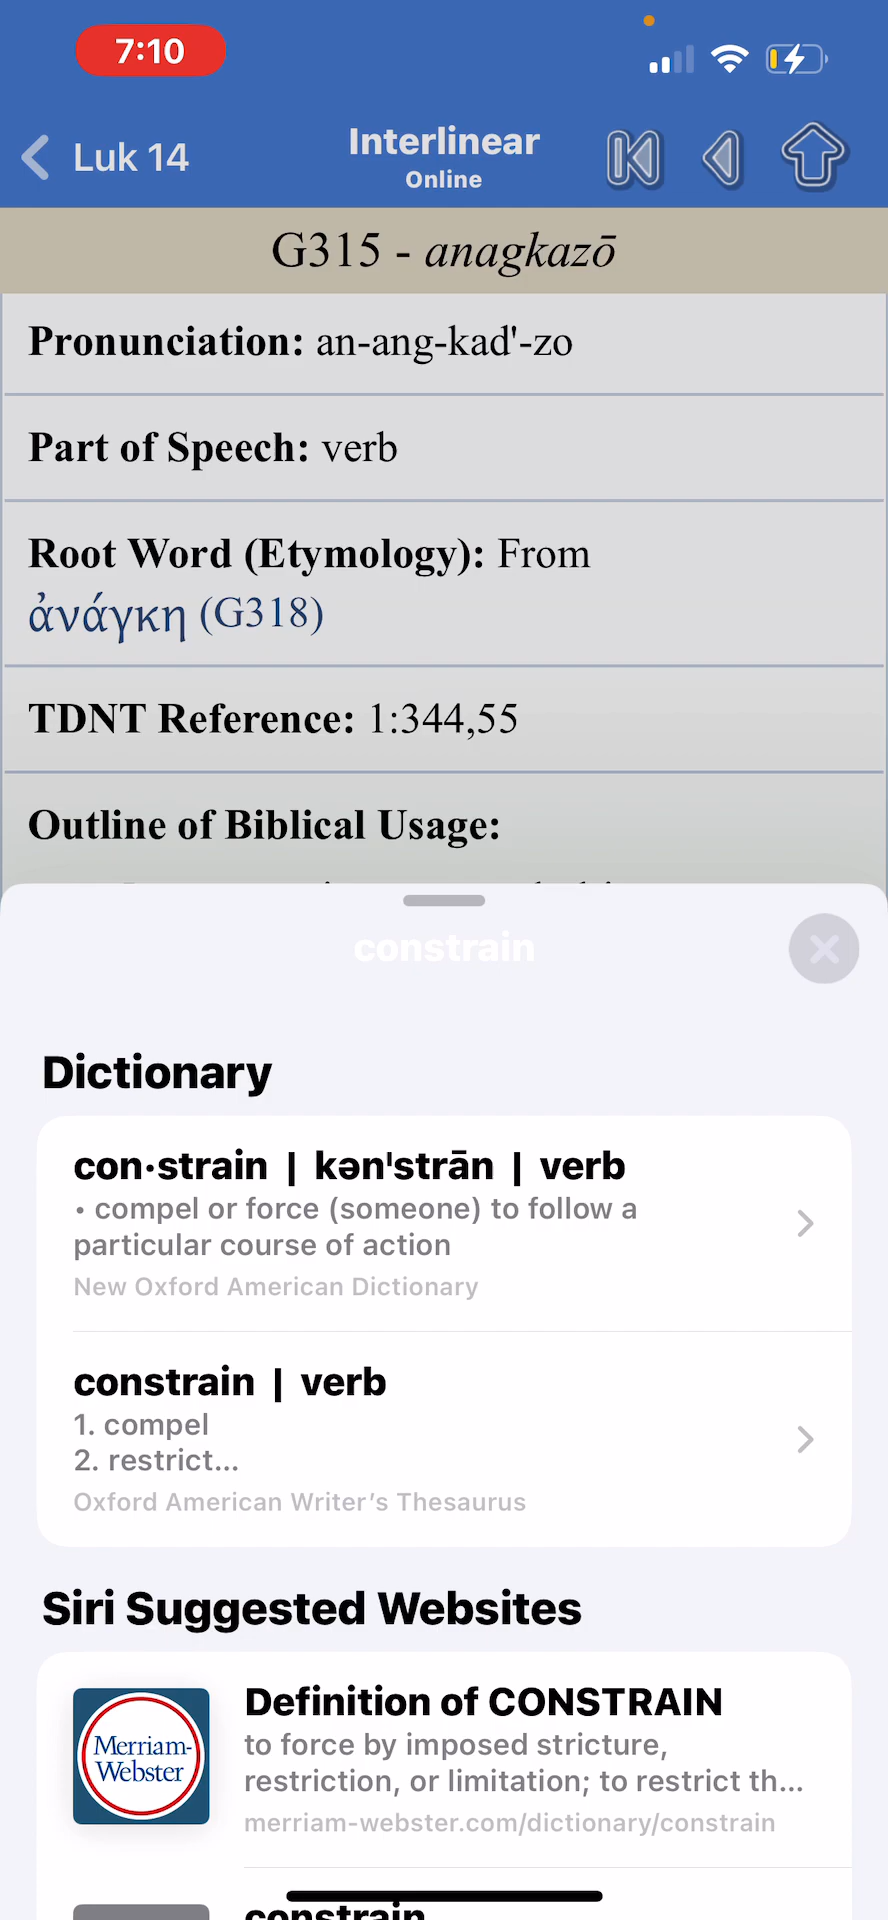 7:10
Luk 14
Interlinear
Online
G315 - anagkazō
Pronunciation: an-ang-kad'-zo
Part of Speech: verb
Root Word (Etymology): From
ἀνάγκη (G318)
TDNT Reference: 1:344,55
Outline of Biblical Usage:
constrain
Dictionary
con·strain | kən'strān | verb
• compel or force (someone) to follow a
particular course of action
New Oxford American Dictionary
constrain | verb
1. compel
2. restrict...
Oxford American Writer’s Thesaurus
Siri Suggested Websites
Merriam-
Webster
Definition of CONSTRAIN
to force by imposed stricture,
restriction, or limitation; to restrict th...
merriam-webster.com/dictionary/constrain
constrain